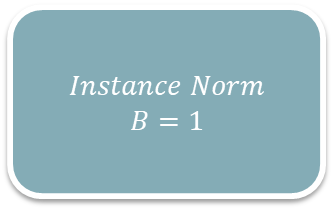 Instance Norm
B = 1